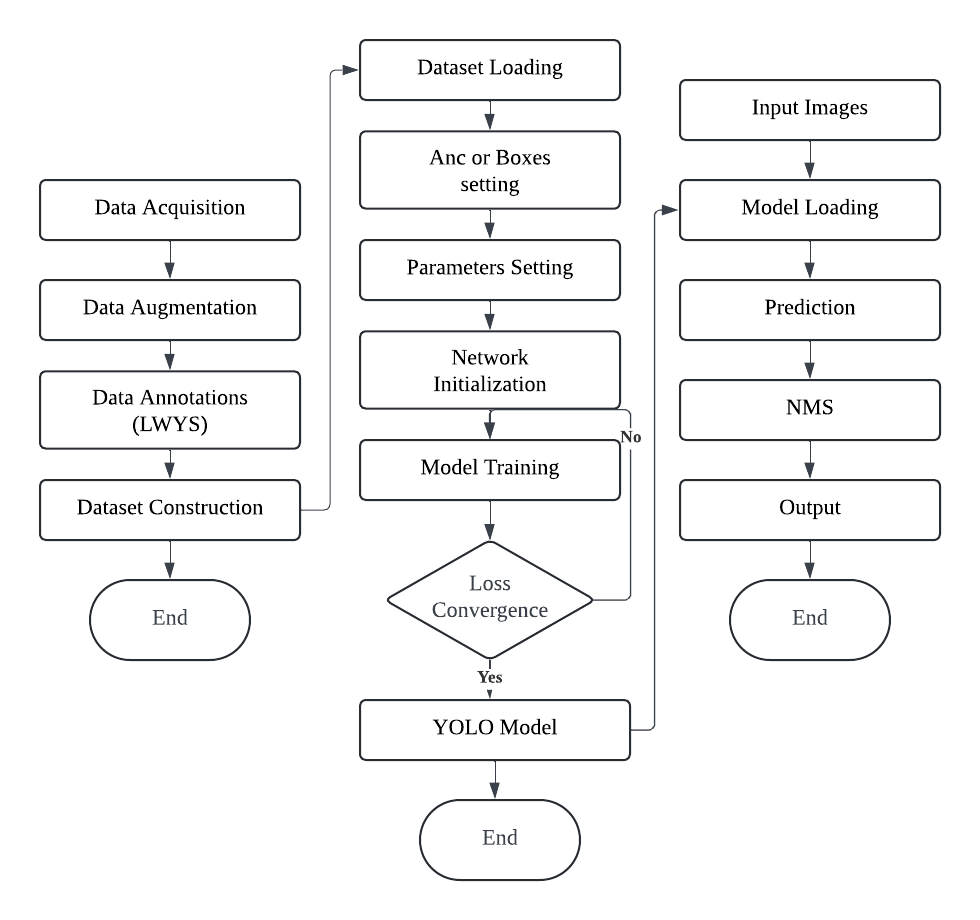 Data Acquisition
Data Augmentation
Data Annotations
(LWYS)
Dataset Construction
End
Dataset Loading
Anc or Boxes
setting
Parameters Setting
Network
Initialization
No
Model Training
Loss
Convergence
Yes
YOLO Model
End
Input Images
Model Loading
Prediction
NMS
Output
End